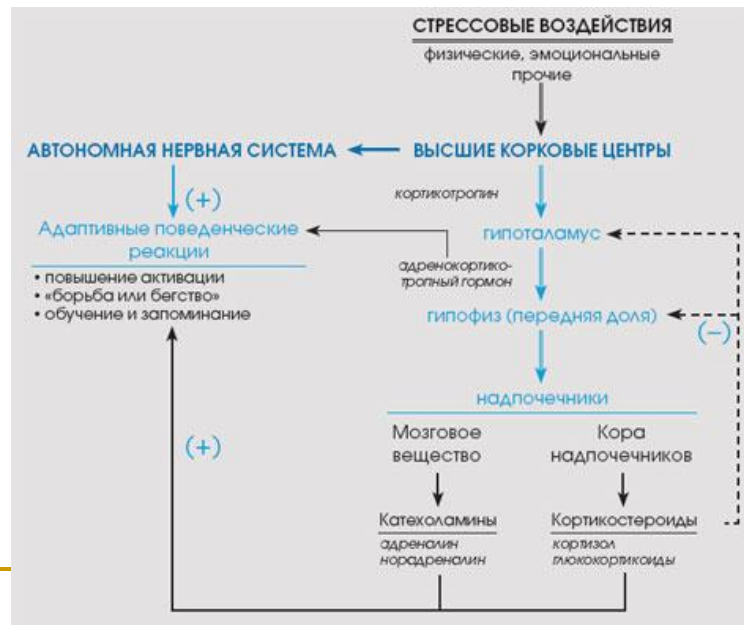 СТРЕССОВЫЕ ВОЗДЕЙСТВИЯ
физические, эмоциональные
прочие
АВТОНОМНАЯ НЕРВНАЯ СИСТЕМА
ВЫСШИЕ КОРКОВЫЕ ЦЕНТРЫ
(+)
кортикотропин
Адаптивные поведенческие
реакции
• повышение активации
• «борьба или бегство»
• обучение и запоминание
гипоталамус
адренокортико-
тропный гормон
гипофиз (передняя доля)
(–)
надпочечники
(+)
Мозговое
вещество
Кора
надпочечников
Катехоламины
адреналин
норадреналин
Кортикостероиды
кортизол
глюкокортикоиды